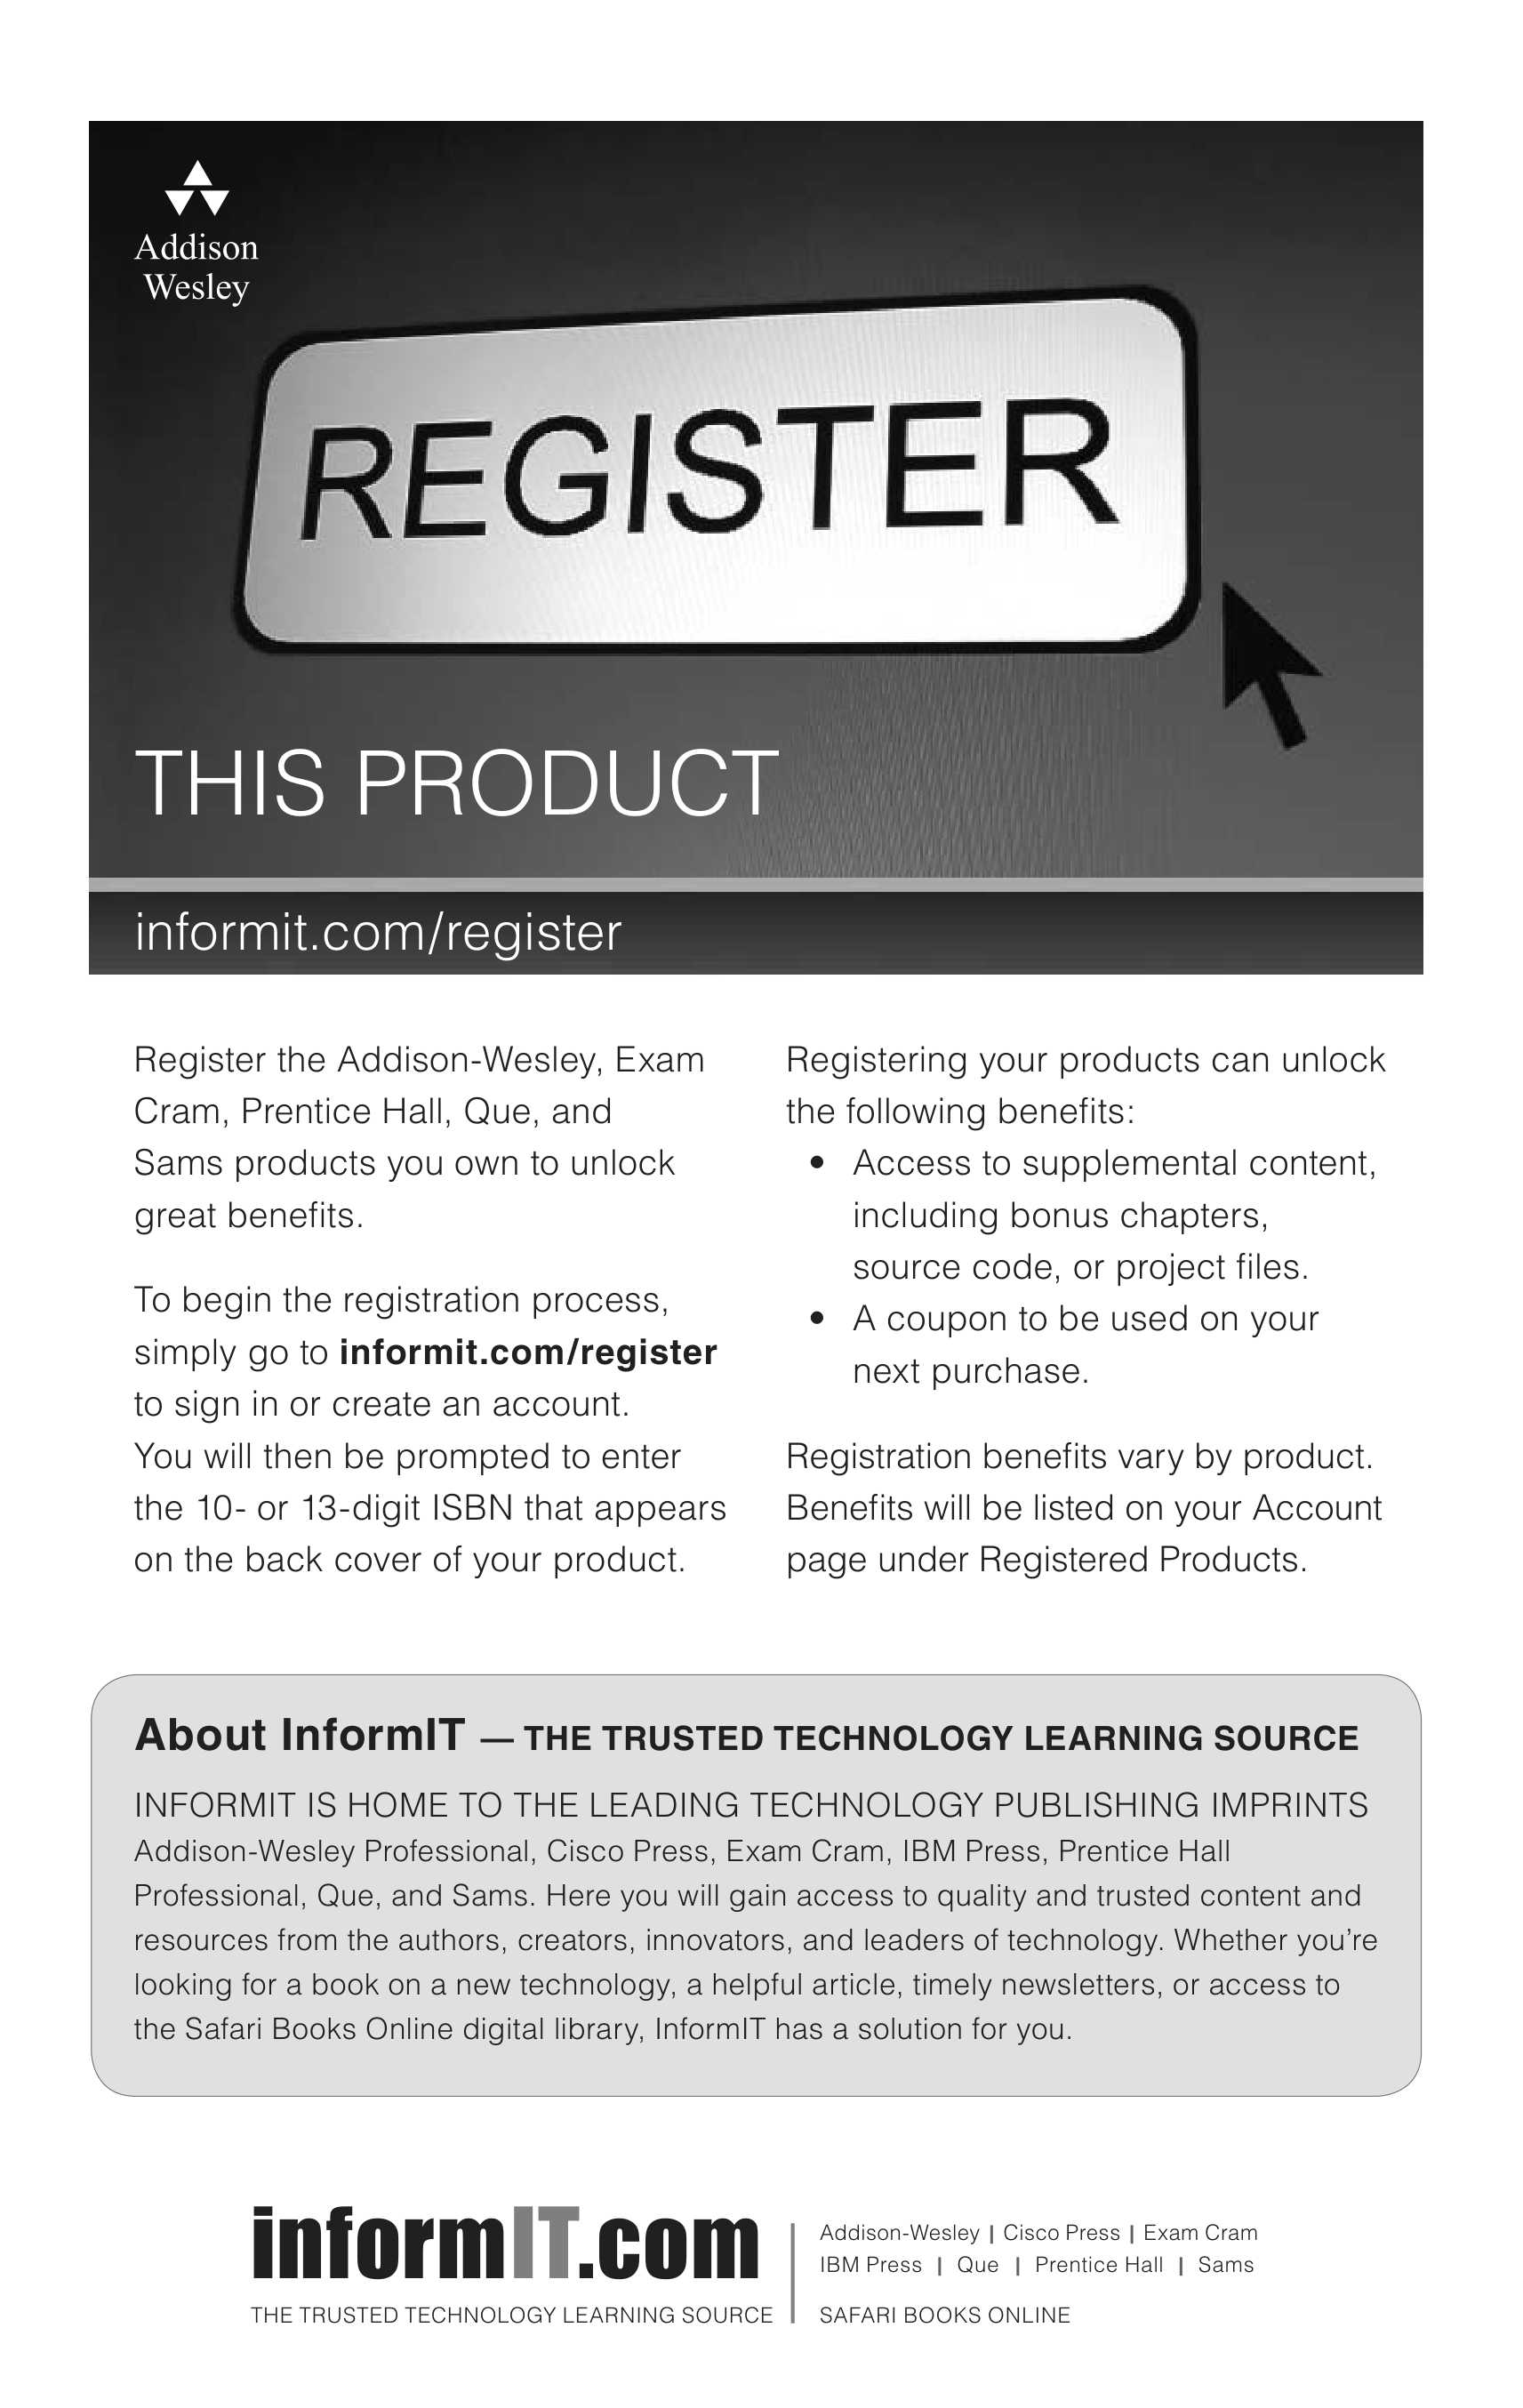 Addison
Wesley
REGISTER
THIS PRODUCT
informit.com/register
Register the Addison-Wesley, Exam
Cram, Prentice Hall, Que, and
Sams products you own to unlock
great benefits.
To begin the registration process,
simply go to informit.com/register
to sign in or create an account.
You will then be prompted to enter
the 10- or 13-digit ISBN that appears
on the back cover of your product.
Registering your products can unlock
the following benefits:
• Access to supplemental content,
including bonus chapters,
source code, or project files.
• A coupon to be used on your
next purchase.
Registration benefits vary by product.
Benefits will be listed on your Account
page under Registered Products.
About InformIT — THE TRUSTED TECHNOLOGY LEARNING SOURCE
INFORMIT IS HOME TO THE LEADING TECHNOLOGY PUBLISHING IMPRINTS
Addison-Wesley Professional, Cisco Press, Exam Cram, IBM Press, Prentice Hall
Professional, Que, and Sams. Here you will gain access to quality and trusted content and
resources from the authors, creators, innovators, and leaders of technology. Whether you’re
looking for a book on a new technology, a helpful article, timely newsletters, or access to
the Safari Books Online digital library, InformIT has a solution for you.
informIT.com
THE TRUSTED TECHNOLOGY LEARNING SOURCE
Addison-Wesley | Cisco Press | Exam Cram
IBM Press | Que | Prentice Hall | Sams
SAFARI BOOKS ONLINE